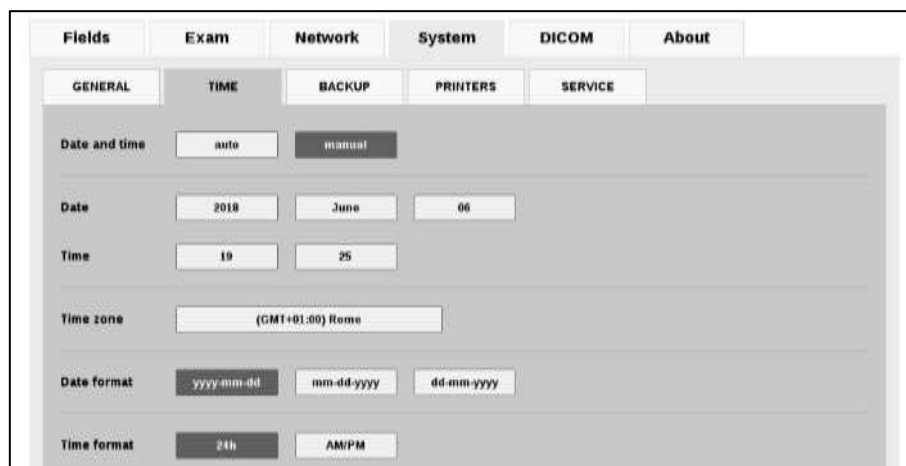 Fields Exam Network System DICOM About
GENERAL TIME BACKUP PRINTERS SERVICE
Date and time auto manual
Date 2018 June 06
Time 19 25
Time zone (GMT+01:00) Rome
Date format yyyy-mm-dd mm-dd-yyyy dd-mm-yyyy
Time format 24h AM/PM